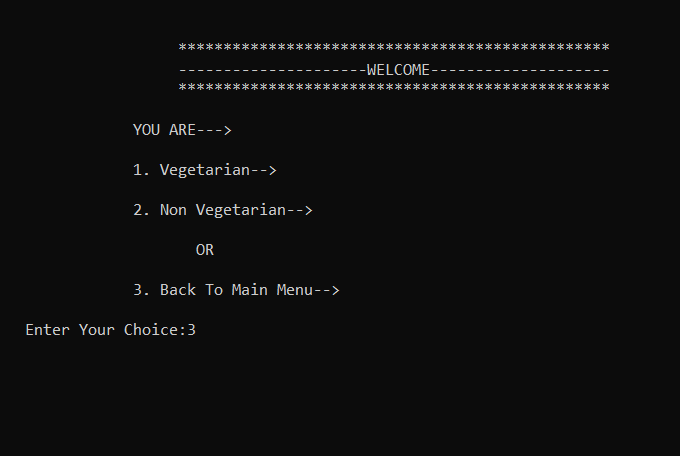 ************************************************
---------------------WELCOME--------------------
************************************************
YOU ARE--->
1. Vegetarian-->
2. Non Vegetarian-->
OR
3. Back To Main Menu-->
Enter Your Choice:3